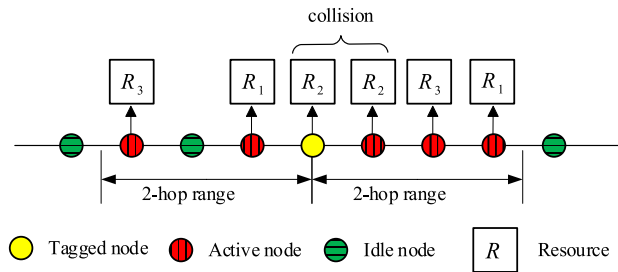 collision
R3 R1 R2 R2 R3 R1
2-hop range 2-hop range
Tagged node Active node Idle node R Resource